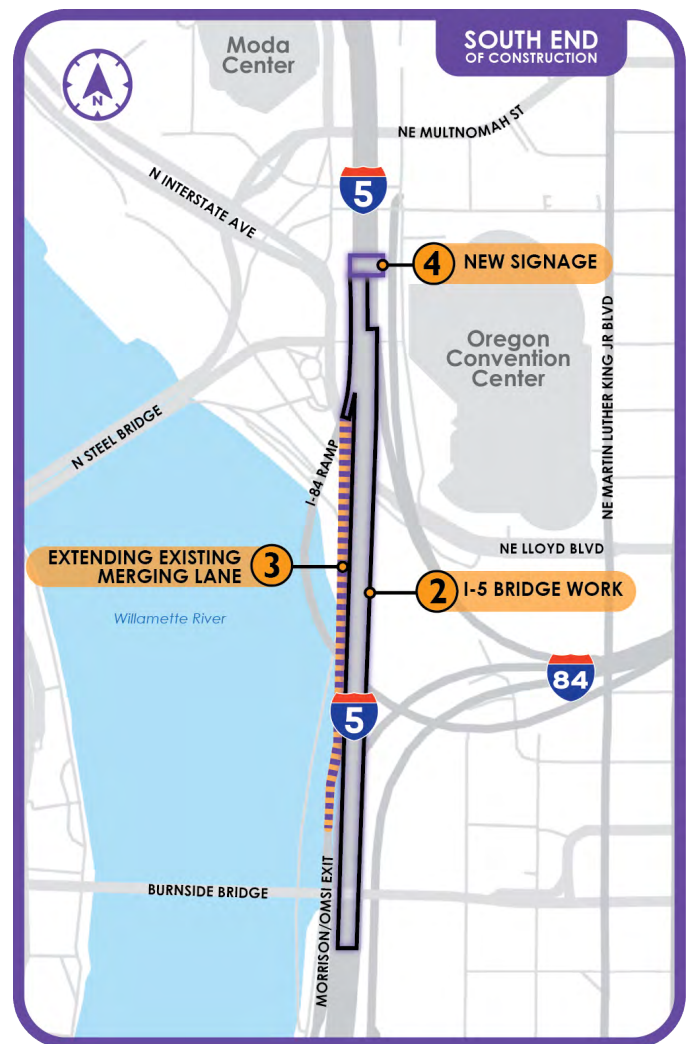 SOUTH END
OF CONSTRUCTION
Moda
Center
N
NE MULTNOMAH ST
N INTERSTATE AVE
5
4 NEW SIGNAGE
Oregon
Convention
Center
NE MARTIN LUTHER KING JR BLVD
N STEEL BRIDGE
I-84 RAMP
NE LLOYD BLVD
EXTENDING EXISTING
MERGING LANE 3
2 I-5 BRIDGE WORK
Willamette River
84
5
BURNSIDE BRIDGE
MORRISON/OMSI EXIT